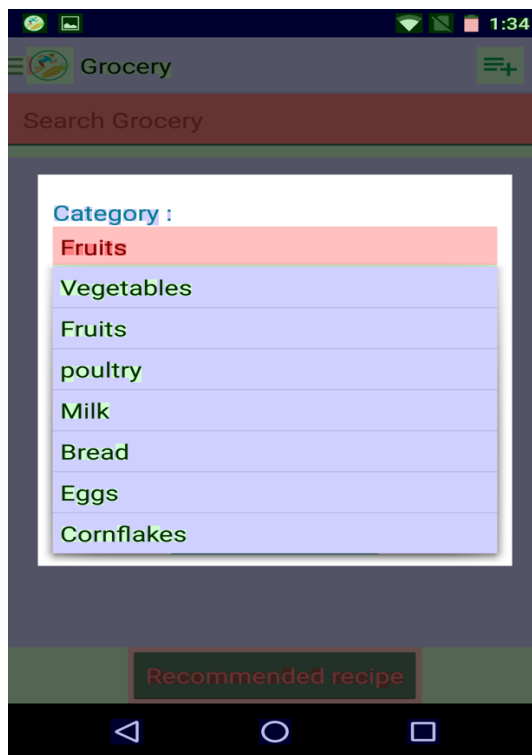 1:34
Grocery
Search Grocery
Category :
Fruits
Vegetables
Fruits
poultry
Milk
Bread
Eggs
Cornflakes
Recommended recipe